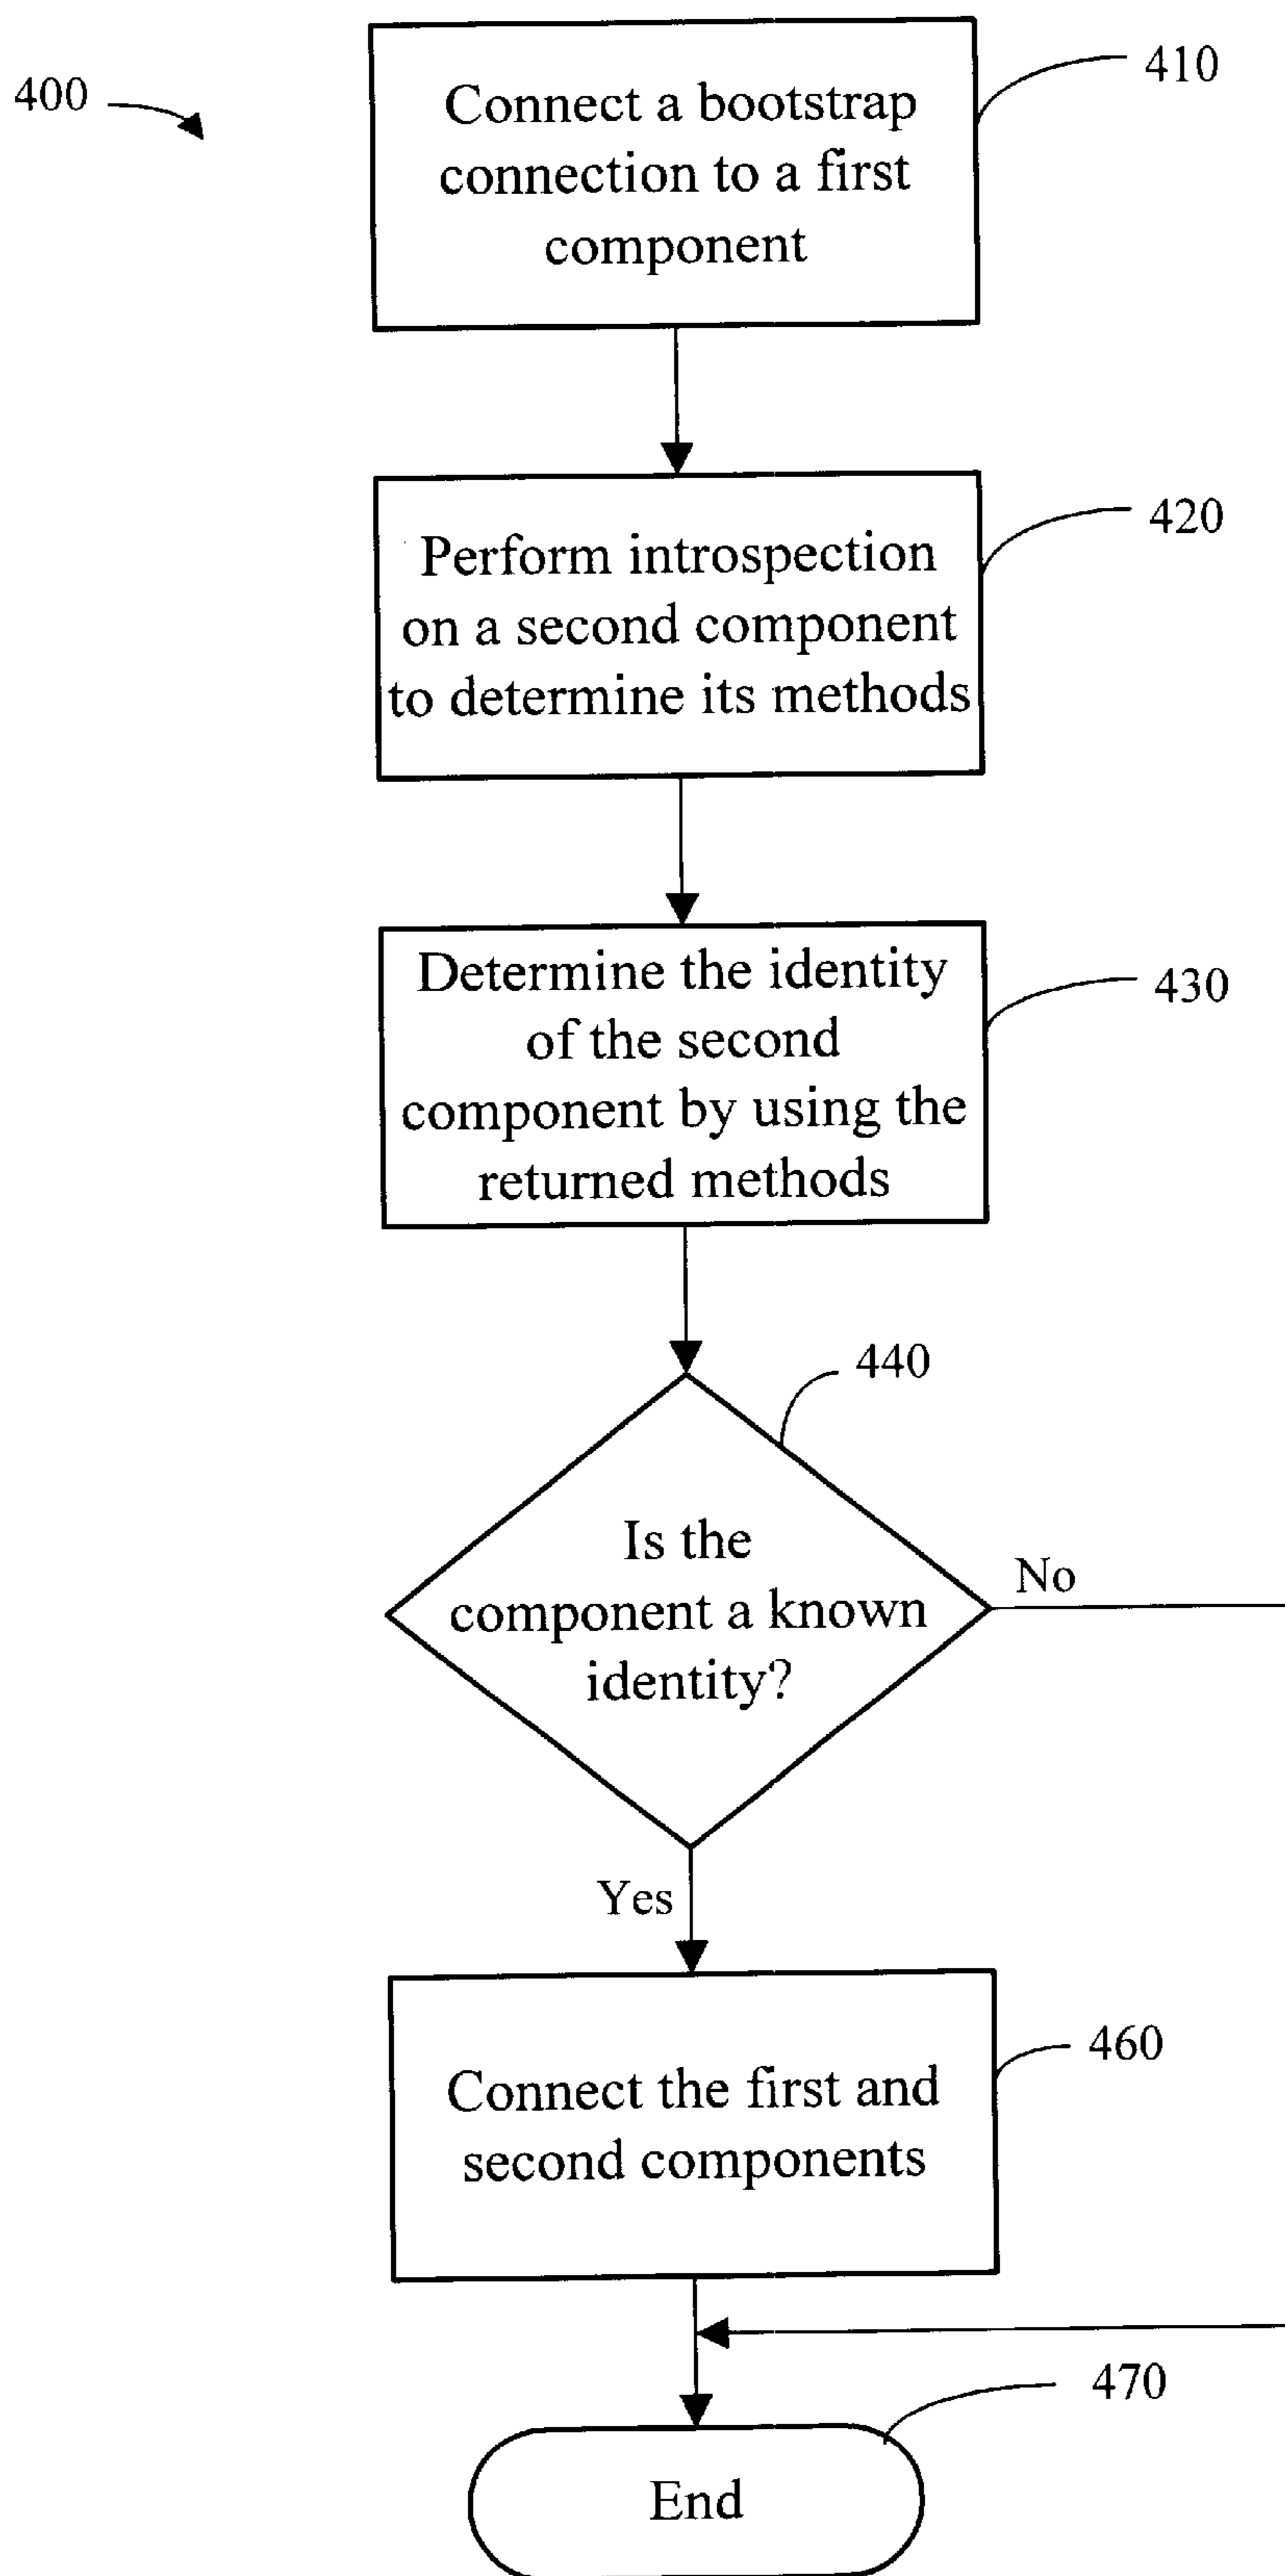 400
410
Connect a bootstrap
connection to a first
component
420
Perform introspection
on a second component
to determine its methods
430
Determine the identity
of the second
component by using the
returned methods
440
Is the
component a known
identity?
No
Yes
460
Connect the first and
second components
470
End